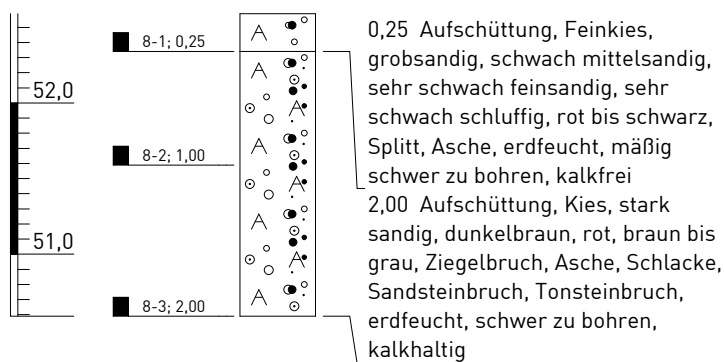 52,0
51,0
8-1; 0,25
8-2; 1,00
8-3; 2,00
A
A
A
A
A
A
A
A
0,25 Aufschüttung, Feinkies,
grobsandig, schwach mittelsandig,
sehr schwach feinsandig, sehr
schwach schluffig, rot bis schwarz,
Splitt, Asche, erdfeucht, mäßig
schwer zu bohren, kalkfrei
2,00 Aufschüttung, Kies, stark
sandig, dunkelbraun, rot, braun bis
grau, Ziegelbruch, Asche, Schlacke,
Sandsteinbruch, Tonsteinbruch,
erdfeucht, schwer zu bohren,
kalkhaltig